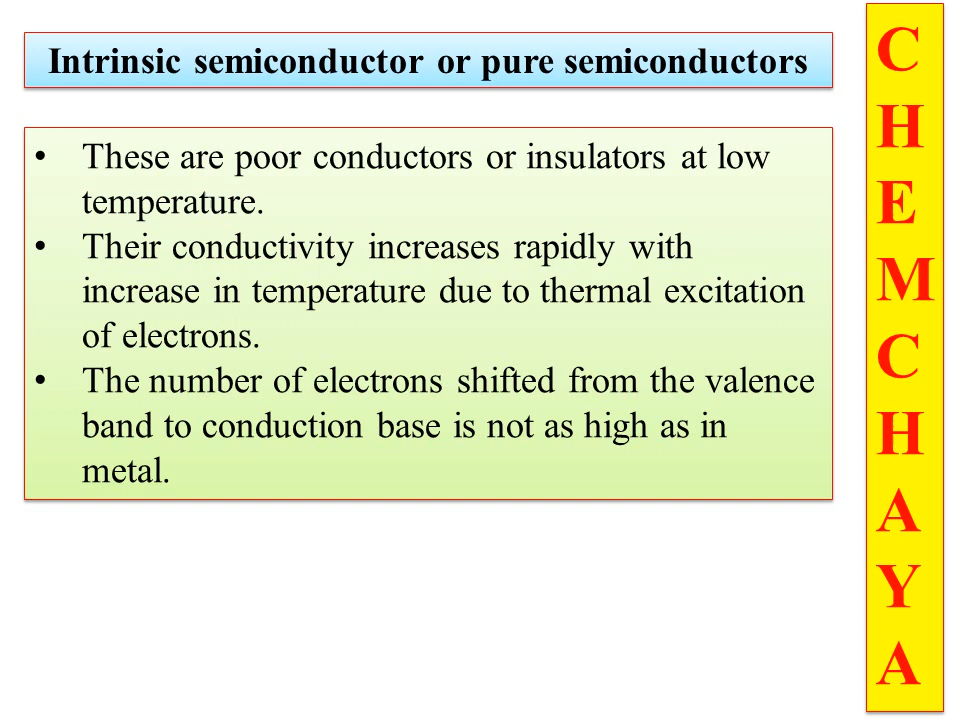 Intrinsic semiconductor or pure semiconductors
• These are poor conductors or insulators at low
temperature.
• Their conductivity increases rapidly with
increase in temperature due to thermal excitation
of electrons.
• The number of electrons shifted from the valence
band to conduction base is not as high as in
metal.
C
H
E
M
C
H
A
Y
A